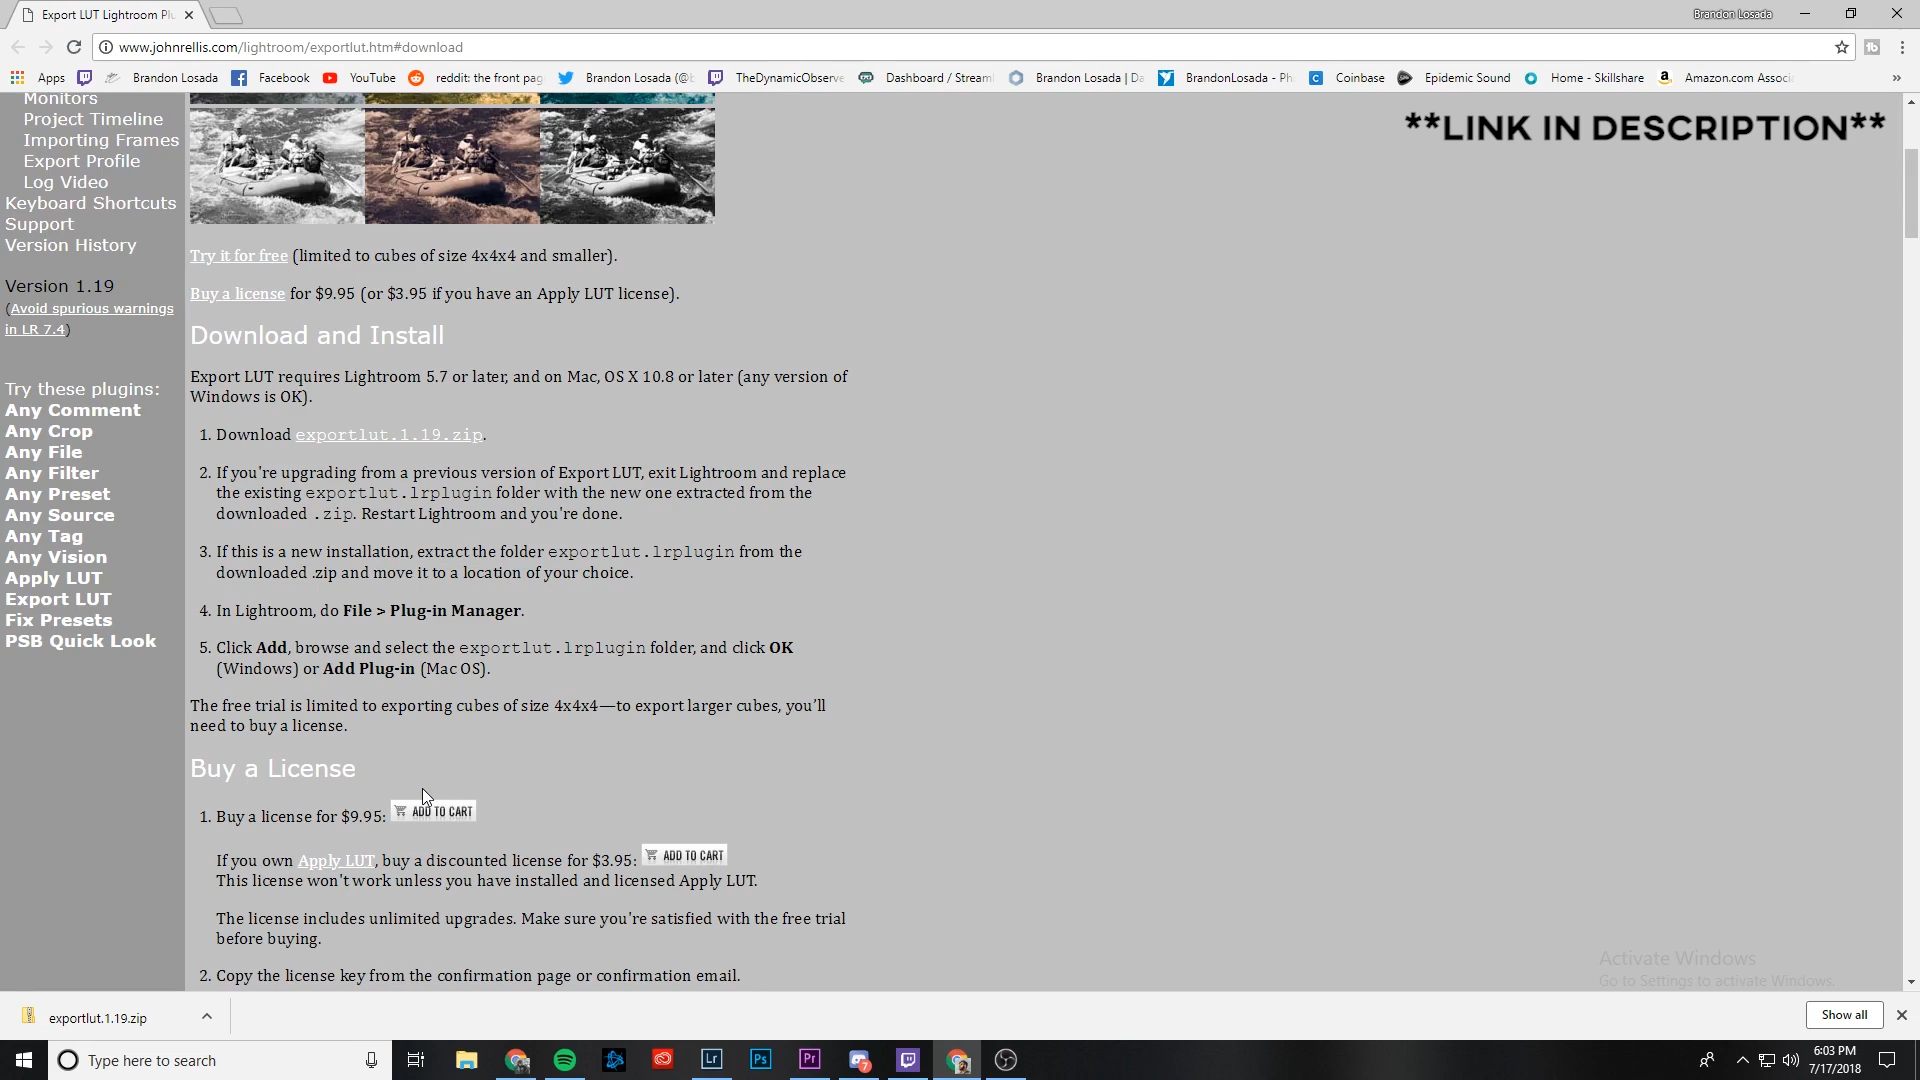 Export LUT Lightroom Plu
Brandon Losada
www.johnrellis.com/lightroom/exportlut.htm#download
Apps
Brandon Losada
Facebook
YouTube
reddit: the front pag
Brandon Losada (@b
TheDynamicObserve
Dashboard / Stream
Brandon Losada | Da
BrandonLosada - Ph
Coinbase
Epidemic Sound
Home - Skillshare
Amazon.com Associ
»
Monitors
Project Timeline
Importing Frames
Export Profile
Log Video
Keyboard Shortcuts
Support
Version History
Version 1.19
(Avoid spurious warnings
in LR 7.4)
Try these plugins:
Any Comment
Any Crop
Any File
Any Filter
Any Preset
Any Source
Any Tag
Any Vision
Apply LUT
Export LUT
Fix Presets
PSB Quick Look
**LINK IN DESCRIPTION**
Try it for free (limited to cubes of size 4x4x4 and smaller).
Buy a license for $9.95 (or $3.95 if you have an Apply LUT license).
Download and Install
Export LUT requires Lightroom 5.7 or later, and on Mac, OS X 10.8 or later (any version of
Windows is OK).
1. Download exportlut.1.19.zip.
2. If you're upgrading from a previous version of Export LUT, exit Lightroom and replace
the existing exportlut.lrplugin folder with the new one extracted from the
downloaded .zip. Restart Lightroom and you're done.
3. If this is a new installation, extract the folder exportlut.lrplugin from the
downloaded .zip and move it to a location of your choice.
4. In Lightroom, do File > Plug-in Manager.
5. Click Add, browse and select the exportlut.lrplugin folder, and click OK
(Windows) or Add Plug-in (Mac OS).
The free trial is limited to exporting cubes of size 4x4x4—to export larger cubes, you'll
need to buy a license.
Buy a License
1. Buy a license for $9.95: ADD TO CART
If you own Apply LUT, buy a discounted license for $3.95: ADD TO CART
This license won't work unless you have installed and licensed Apply LUT.
The license includes unlimited upgrades. Make sure you're satisfied with the free trial
before buying.
2. Copy the license key from the confirmation page or confirmation email.
Activate Windows
Go to Settings to activate Windows.
exportlut.1.19.zip
Show all
Type here to search
Lr
Ps
Pr
7
6:03 PM
7/17/2018